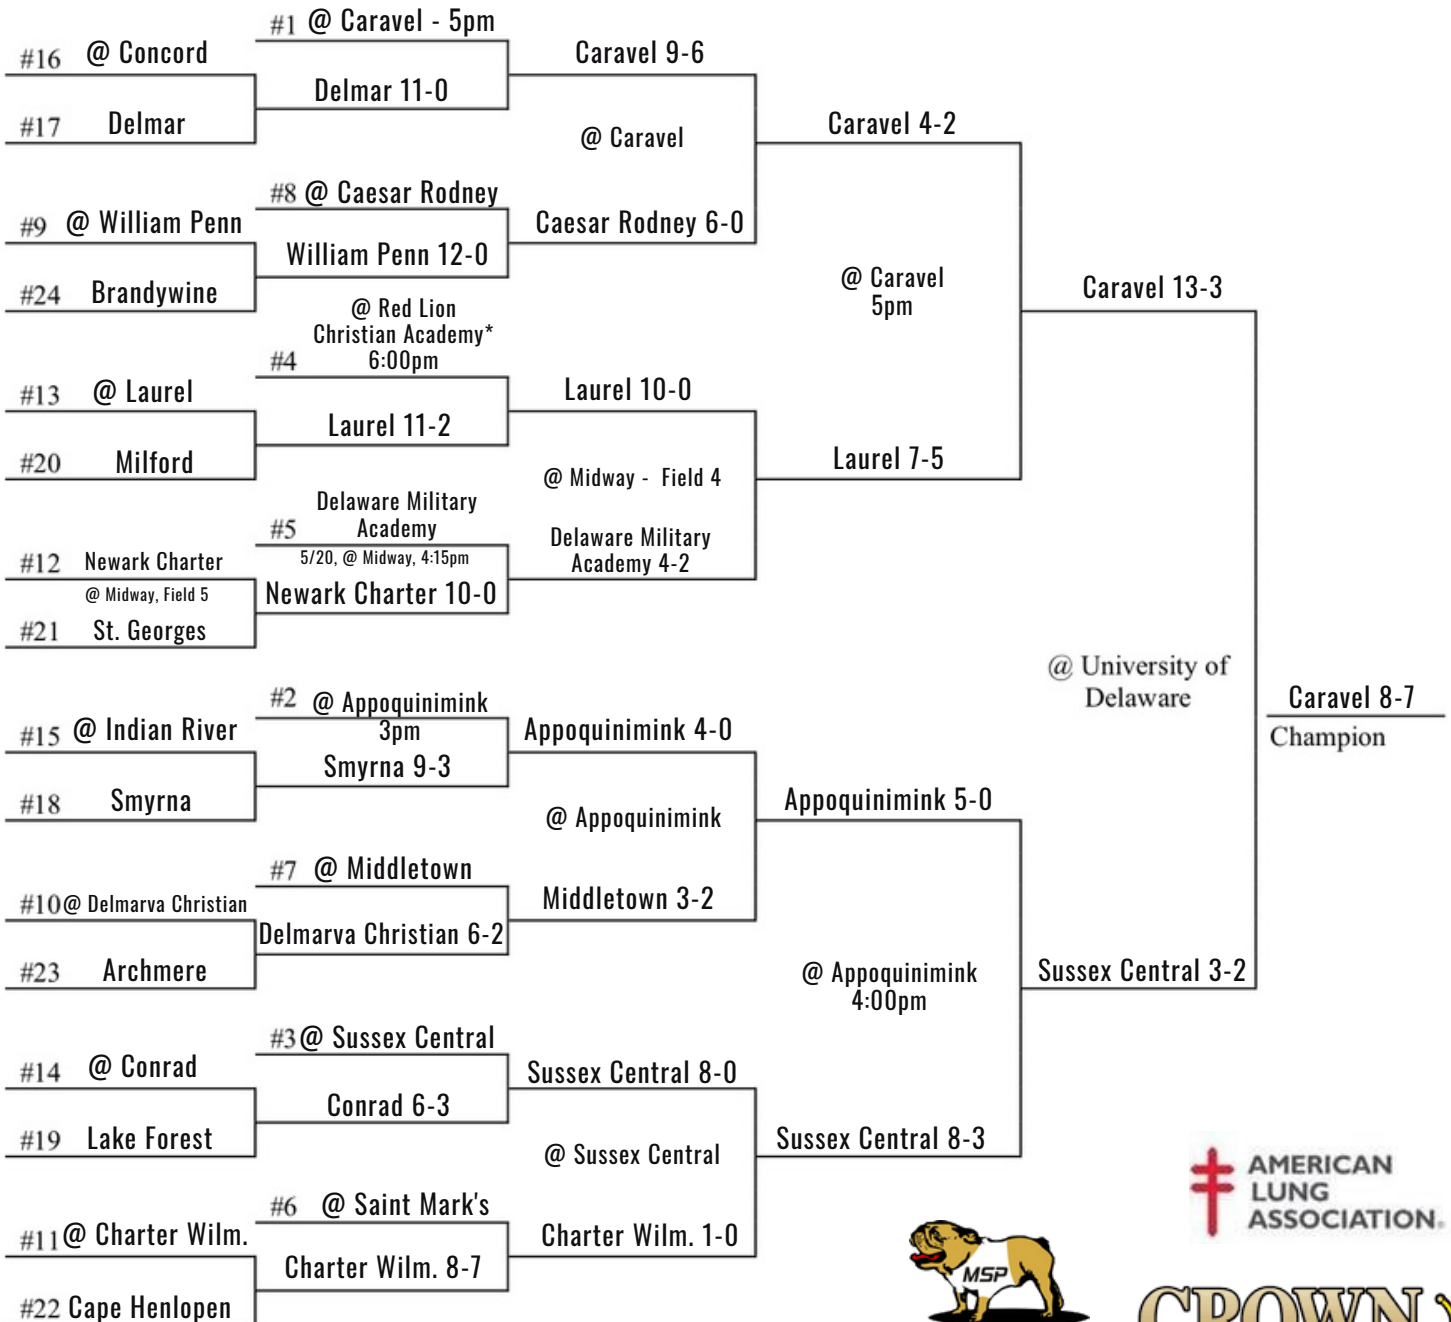 #1 @ Caravel - 5pm
#16 @ Concord
Delmar 11-0
#17 Delmar
Caravel 9-6
@ Caravel
Caravel 4-2
#8 @ Caesar Rodney
#9 @ William Penn
William Penn 12-0
#24 Brandywine
Caesar Rodney 6-0
@ Caravel
5pm
Caravel 13-3
@ Red Lion
Christian Academy*
#4 6:00pm
#13 @ Laurel
Laurel 11-2
#20 Milford
Laurel 10-0
@ Midway - Field 4
Laurel 7-5
Delaware Military
#5 Academy
5/20, @ Midway, 4:15pm
#12 Newark Charter
@ Midway, Field 5
Newark Charter 10-0
#21 St. Georges
Delaware Military
Academy 4-2
@ University of
Delaware
Caravel 8-7
Champion
#2 @ Appoquinimink
3pm
#15 @ Indian River
Smyrna 9-3
#18 Smyrna
Appoquinimink 4-0
@ Appoquinimink
Appoquinimink 5-0
#7 @ Middletown
#10 @ Delmarva Christian
Delmarva Christian 6-2
#23 Archmere
Middletown 3-2
@ Appoquinimink
4:00pm
Sussex Central 3-2
#3 @ Sussex Central
#14 @ Conrad
Conrad 6-3
#19 Lake Forest
Sussex Central 8-0
@ Sussex Central
Sussex Central 8-3
#6 @ Saint Mark's
#11 @ Charter Wilm.
Charter Wilm. 8-7
#22 Cape Henlopen
Charter Wilm. 1-0
AMERICAN
LUNG
ASSOCIATION®
MSP
CROWN